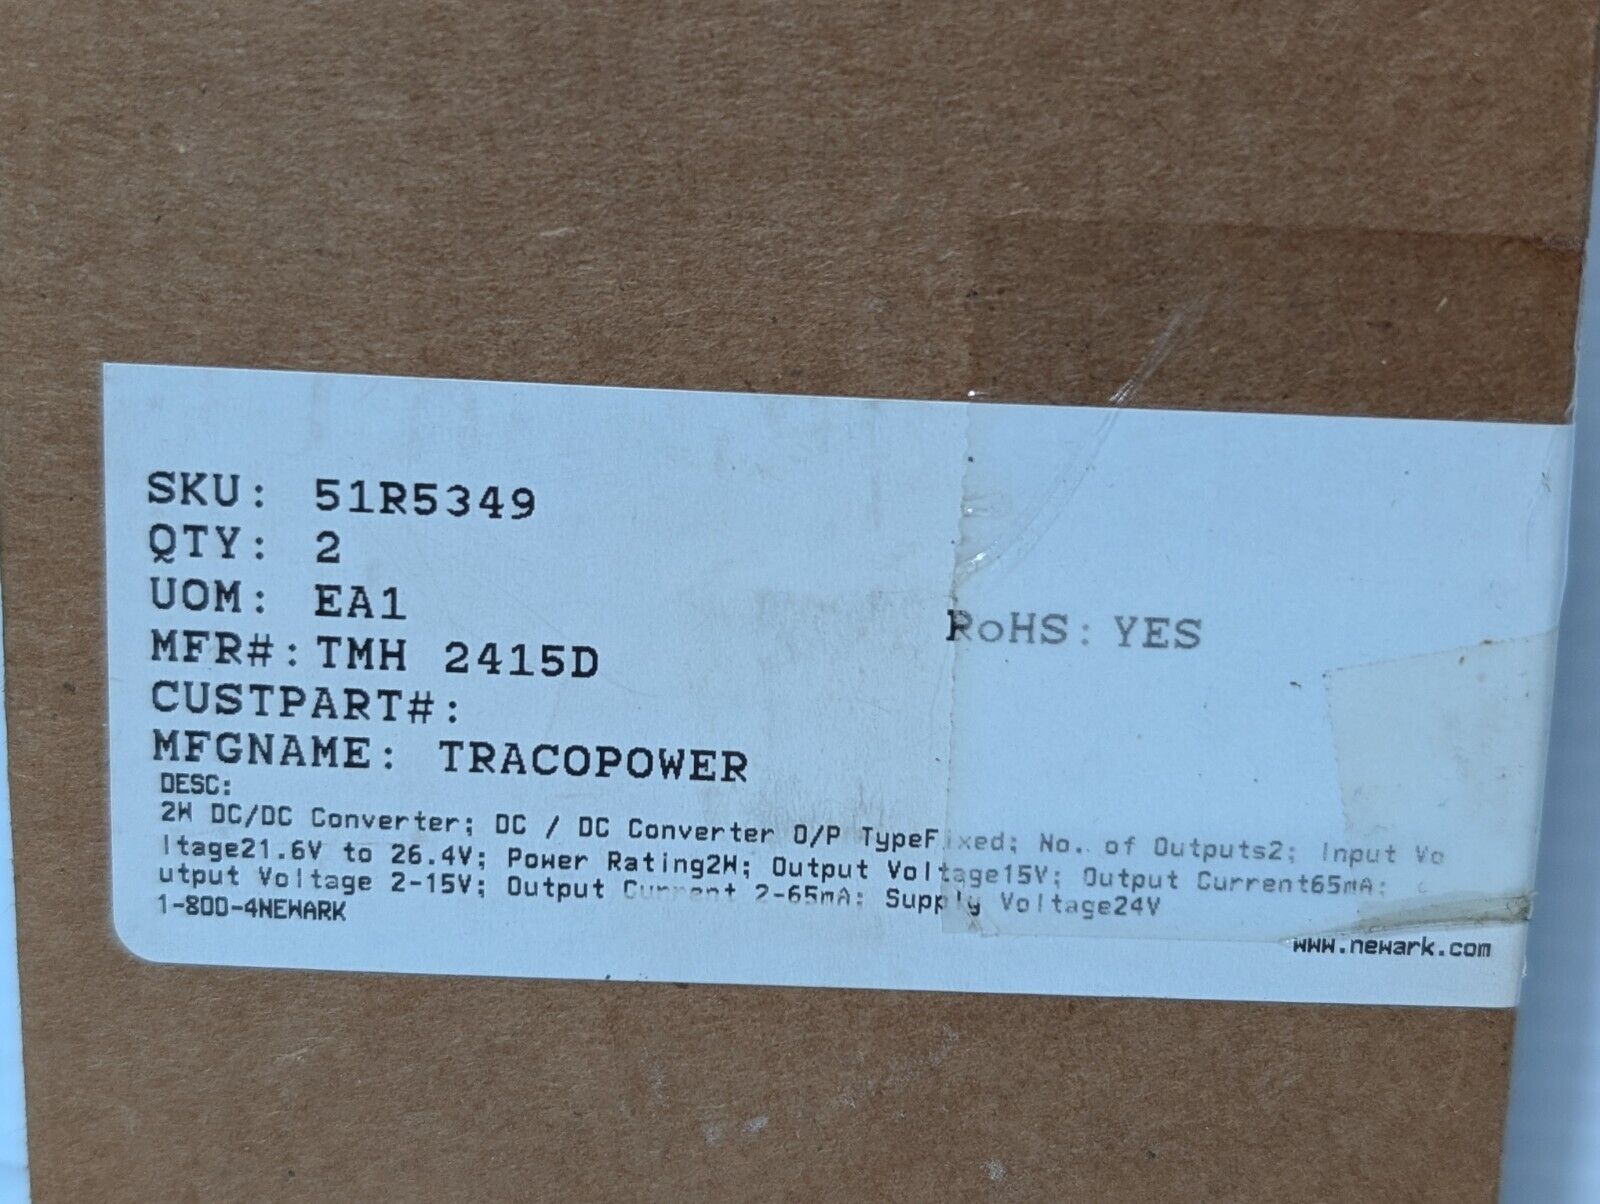 SKU: 51R5349
QTY: 2
UOM: EA1
RoHS: YES
MFR#: TMH 2415D
CUSTPART#:
MFGNAME: TRACOPOWER
DESC:
2W DC/DC Converter; DC / DC Converter O/P TypeFixed; No. of Outputs2; Input Vo
ltage21.6V to 26.4V; Power Rating2W; Output Voltage15V; Output Current65mA;
utput Voltage 2-15V; Output Current 2-65mA; Supply Voltage24V
1-800-4NEWARK
www.newark.com